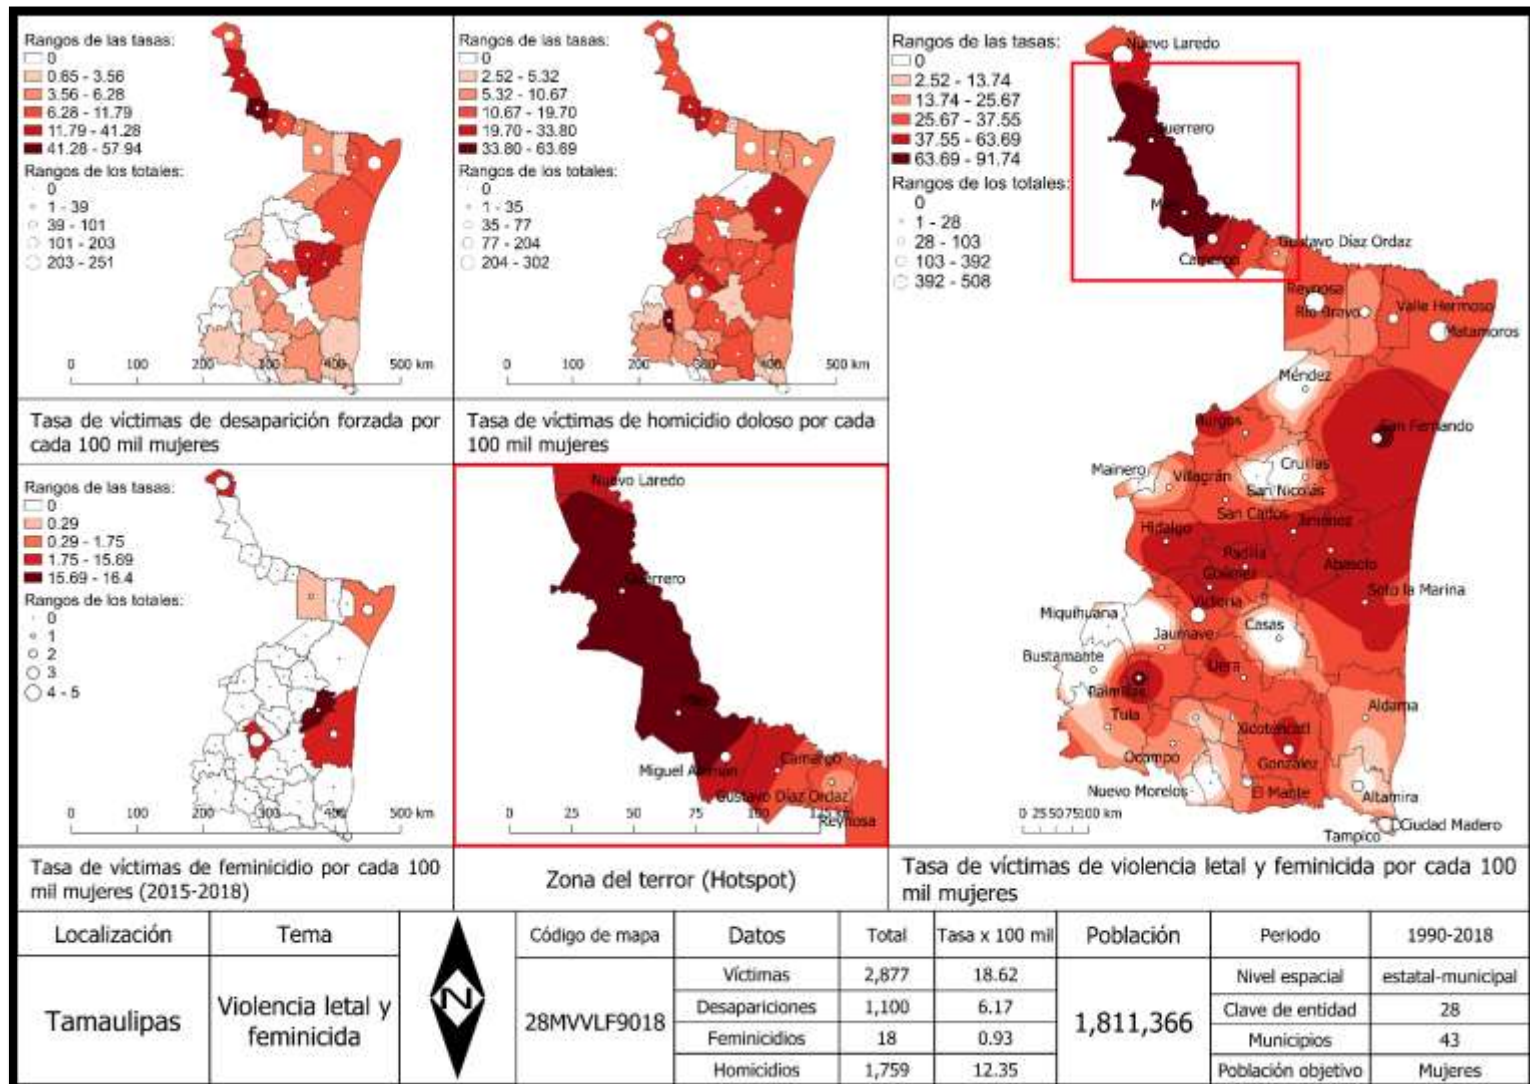 Rangos de las tasas:
0
0.65 - 3.56
3.56 - 6.28
6.28 - 11.79
11.79 - 41.28
41.28 - 57.94
Rangos de los totales:
0
1 - 39
39 - 101
101 - 203
203 - 251
0
100
200
300
400
500 km
Tasa de víctimas de desaparición forzada por
cada 100 mil mujeres
Rangos de las tasas:
0
2.52 - 5.32
5.32 - 10.67
10.67 - 19.70
19.70 - 33.80
33.80 - 63.69
Rangos de los totales:
0
1 - 35
35 - 77
77 - 204
204 - 302
0
100
200
300
400
500 km
Tasa de víctimas de homicidio doloso por cada
100 mil mujeres
Rangos de las tasas:
0
2.52 - 13.74
13.74 - 25.67
25.67 - 37.55
37.55 - 63.69
63.69 - 91.74
Rangos de los totales:
0
1 - 28
28 - 103
103 - 392
392 - 508
Nuevo Laredo
Guerrero
Camargo
Gustavo Díaz Ordaz
Reynosa
Río Bravo
Valle Hermoso
Matamoros
Méndez
Burgos
San Fernando
Mainero
Villagrán
Cruillas
San Nicolás
San Carlos
Jiménez
Hidalgo
Padilla
Abasolo
Güémez
Soto la Marina
Victoria
Miquihuana
Casas
Jaumave
Bustamante
Llera
Palmillas
Aldama
Tula
Xicoténcatl
Ocampo
González
Nuevo Morelos
El Mante
Altamira
Tampico
Ciudad Madero
0 25 50 75 100 km
Tasa de víctimas de violencia letal y feminicida por cada 100
mil mujeres
Rangos de las tasas:
0
0.29
0.29 - 1.75
1.75 - 15.69
15.69 - 16.4
Rangos de los totales:
0
1
2
3
4 - 5
0
100
200
300
400
500 km
Tasa de víctimas de feminicidio por cada 100
mil mujeres (2015-2018)
Nuevo Laredo
Guerrero
Miguel Alemán
Camargo
Gustavo Díaz Ordaz
Reynosa
0
25
50
75
100
Zona del terror (Hotspot)
Localización
Tema
Código de mapa
Datos
Total
Tasa x 100 mil
Población
Periodo
1990-2018
Tamaulipas
Violencia letal y
feminicida
N
28MVVLF9018
Víctimas
2,877
18.62
Desapariciones
1,100
6.17
Feminicidios
18
0.93
Homicidios
1,759
12.35
1,811,366
Nivel espacial
estatal-municipal
Clave de entidad
28
Municipios
43
Población objetivo
Mujeres